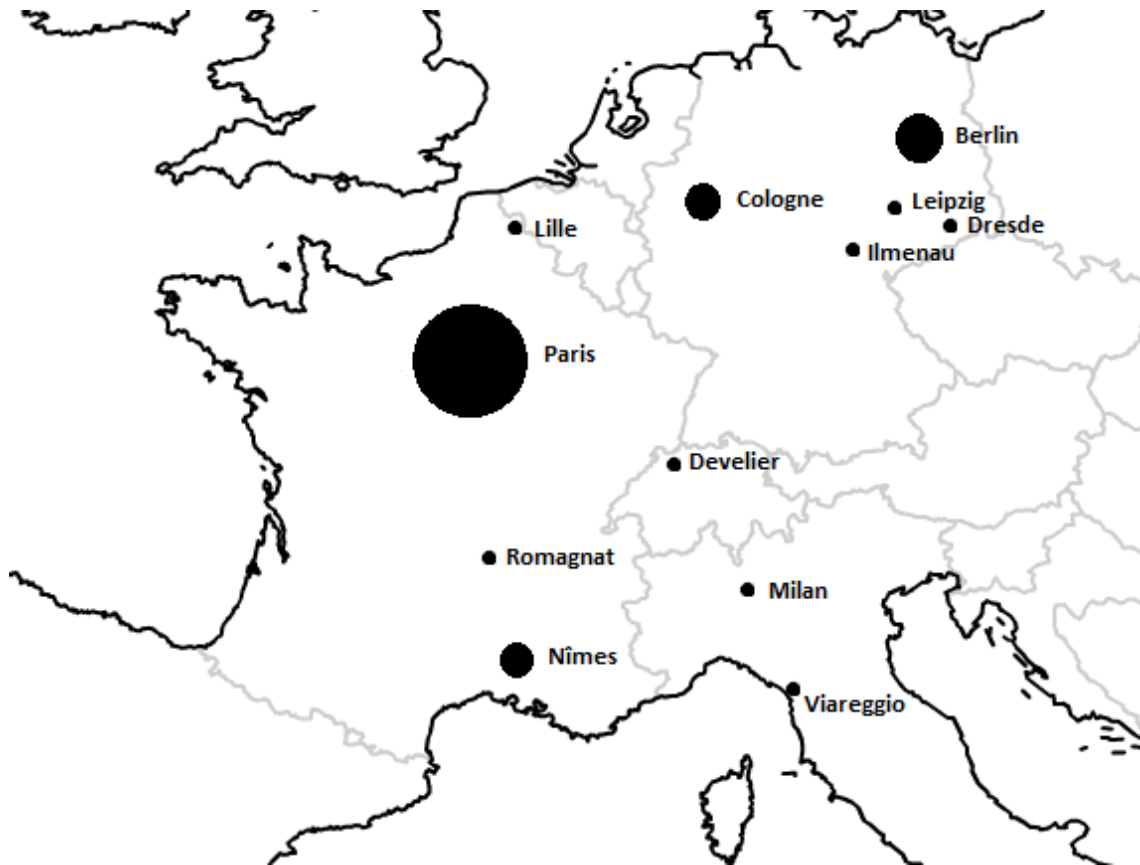 Berlin
Cologne
Leipzig
Dresde
Lille
Ilmenau
Paris
Develier
Romagnat
Milan
Nîmes
Viareggio